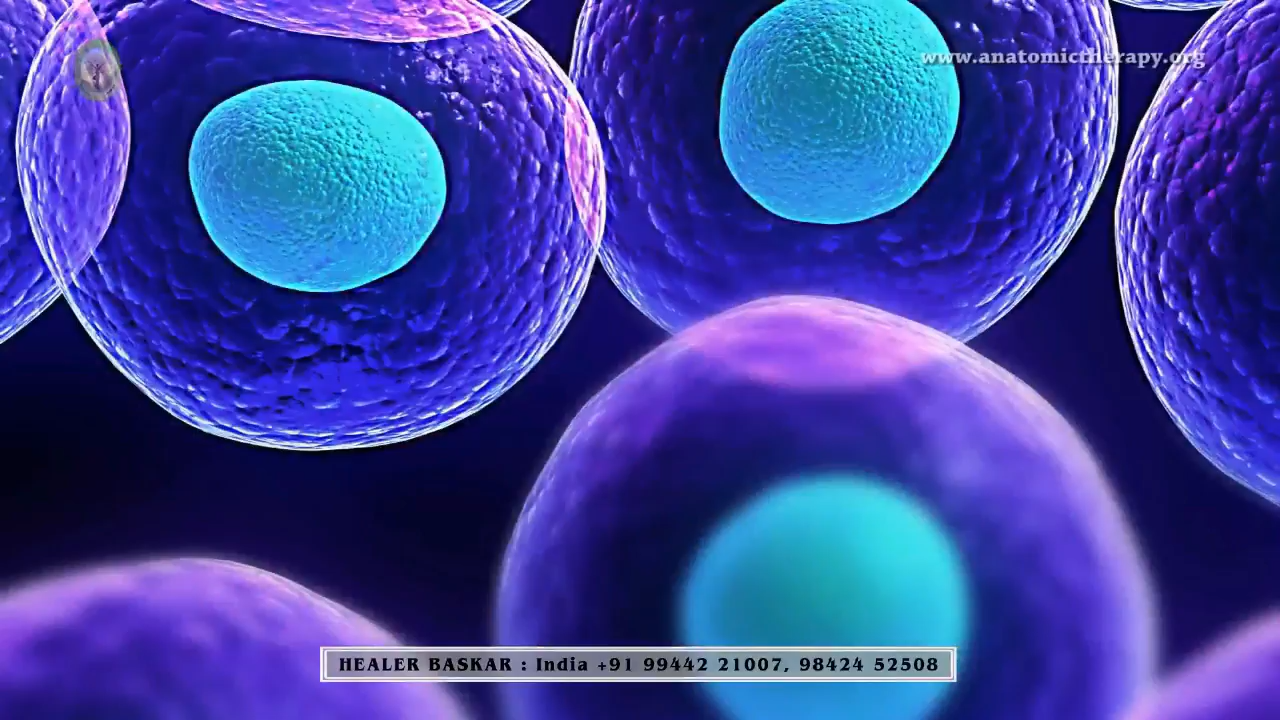 www.anatomictherapy.org
HEALER BASKAR : India +91 99442 21007, 98424 52508